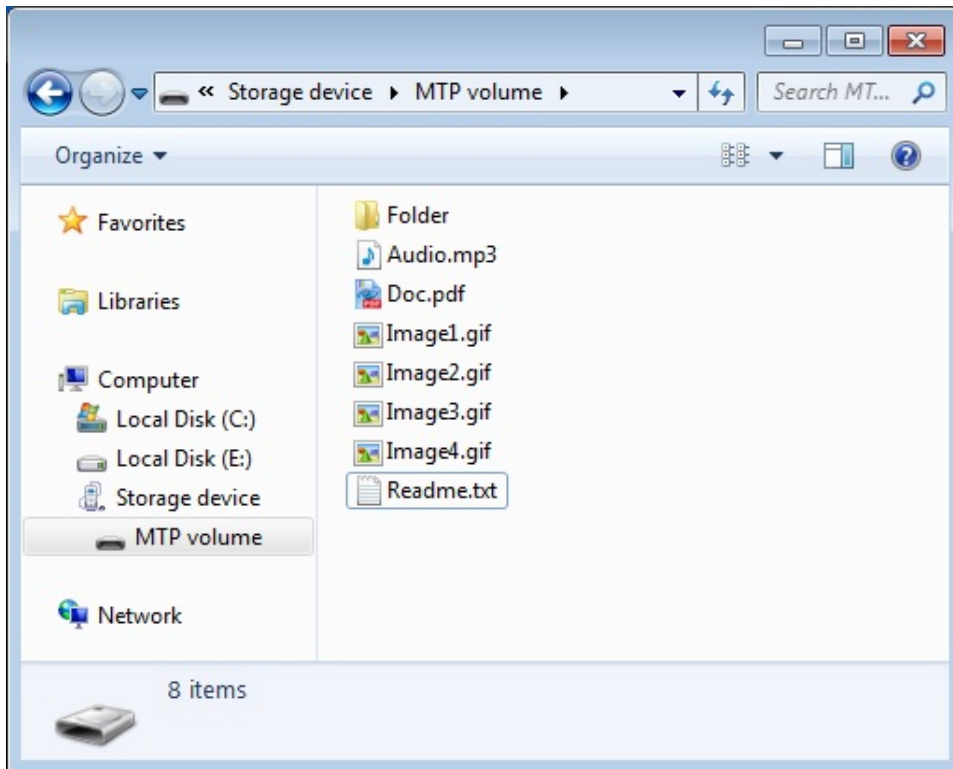 « Storage device ▸ MTP volume ▸
Search MT...
Organize
Favorites
Libraries
Computer
Local Disk (C:)
Local Disk (E:)
Storage device
MTP volume
Network
Folder
Audio.mp3
Doc.pdf
Image1.gif
Image2.gif
Image3.gif
Image4.gif
Readme.txt
8 items